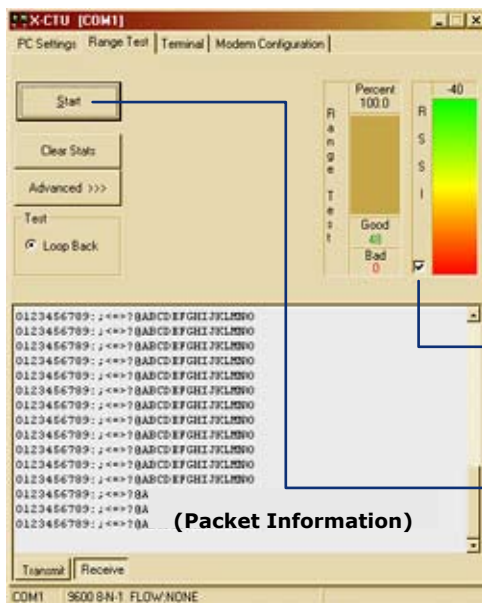 X-CTU [COM1]
PC Settings Range Test Terminal Modem Configuration
Start
Clear Stats
Advanced >>>
Test
Loop Back
Range Test
Percent
100.0
Good
48
Bad
0
RSSI
-40
0123456789:;<=>?@ABCDEFGHIJKLMNO
0123456789:;<=>?@ABCDEFGHIJKLMNO
0123456789:;<=>?@ABCDEFGHIJKLMNO
0123456789:;<=>?@ABCDEFGHIJKLMNO
0123456789:;<=>?@ABCDEFGHIJKLMNO
0123456789:;<=>?@ABCDEFGHIJKLMNO
0123456789:;<=>?@ABCDEFGHIJKLMNO
0123456789:;<=>?@ABCDEFGHIJKLMNO
0123456789:;<=>?@ABCDEFGHIJKLMNO
0123456789:;<=>?@ABCDEFGHIJKLMNO
0123456789:;<=>?@ABCDEFGHIJKLMNO
0123456789:;<=>?@ABCDEFGHIJKLMNO
0123456789:;<=>?@A
0123456789:;<=>?@A
0123456789:;<=>?@A
(Packet Information)
Transmit Receive
COM1 9600 8-N-1 FLOW:NONE